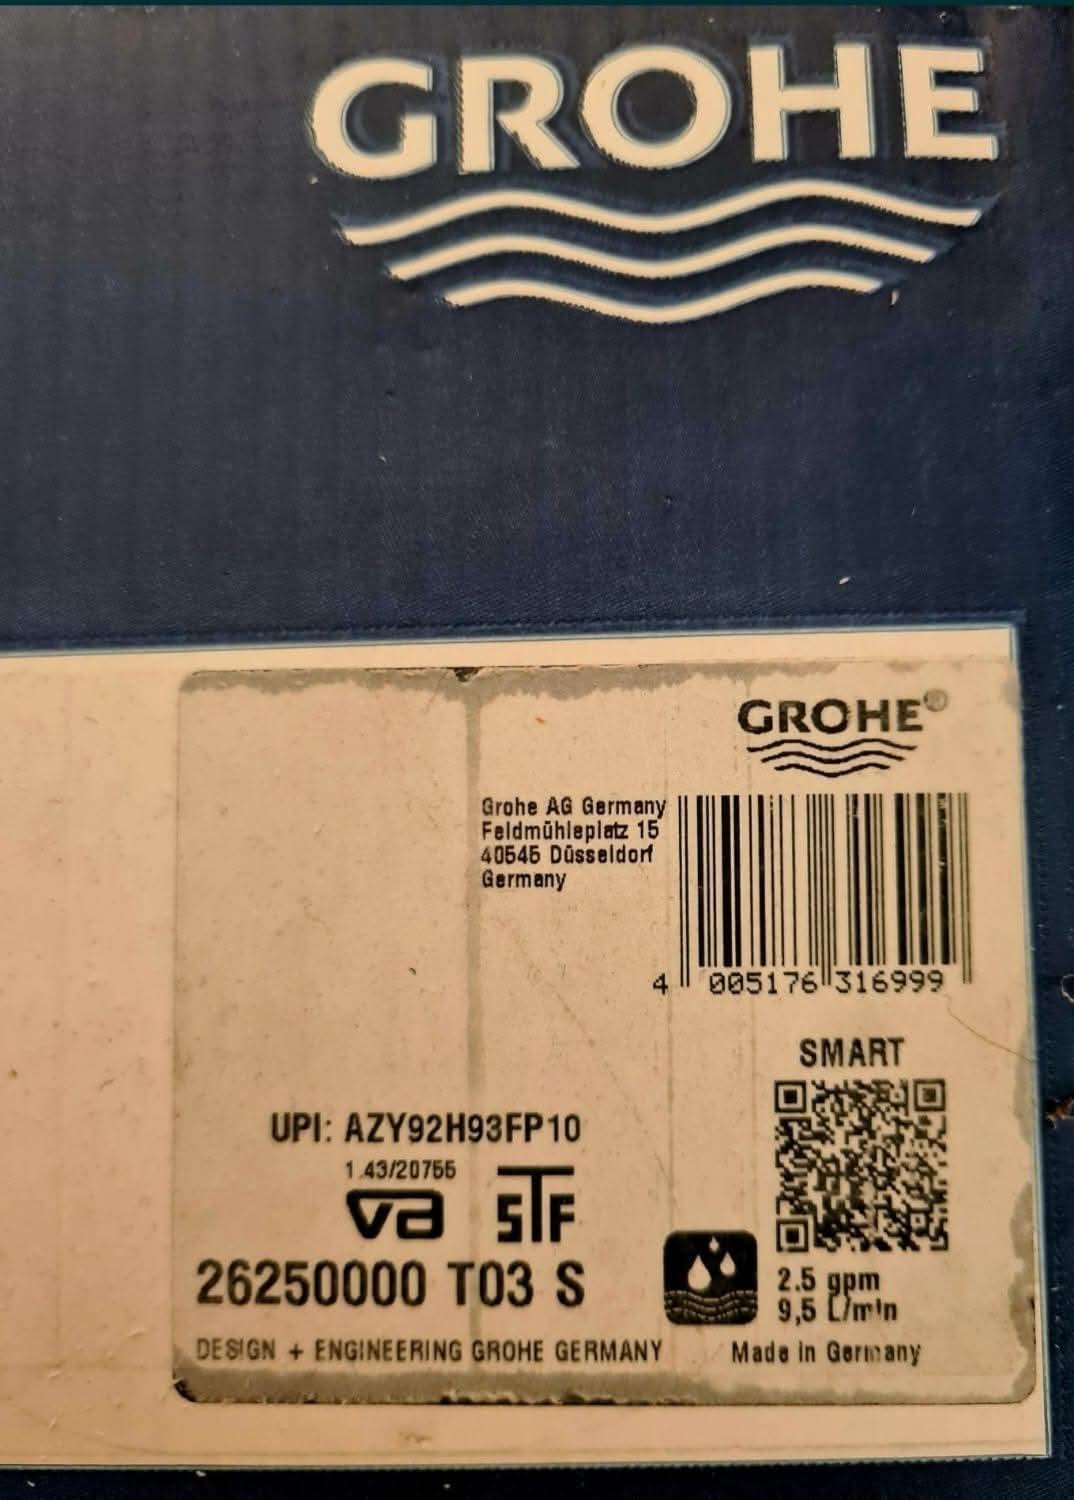 GROHE
GROHE®
Grohe AG Germany
Feldmühleplatz 15
40545 Düsseldorf
Germany
4 005176 316999
SMART
UPI: AZY92H93FP10
1.43/20755
va STF
26250000 T03 S
2.5 gpm
9,5 L/min
DESIGN + ENGINEERING GROHE GERMANY
Made in Germany